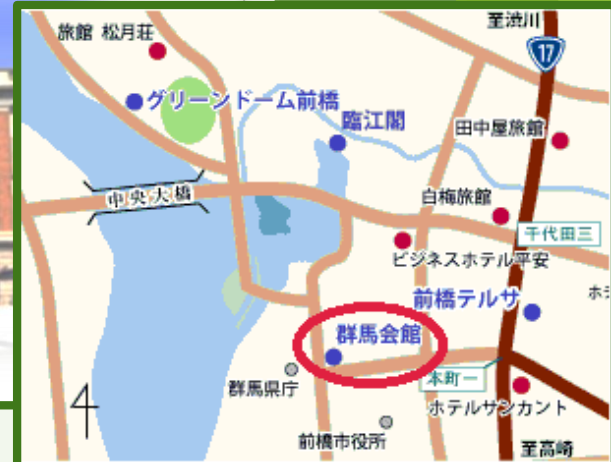 至渋川
旅館 松月荘
17
グリーンドーム前橋
臨江閣
田中屋旅館
中央大橋
白梅旅館
千代田三
ビジネスホテル平安
前橋テルサ
ホテ
群馬会館
群馬県庁
本町一
ホテルサンカント
前橋市役所
至高崎